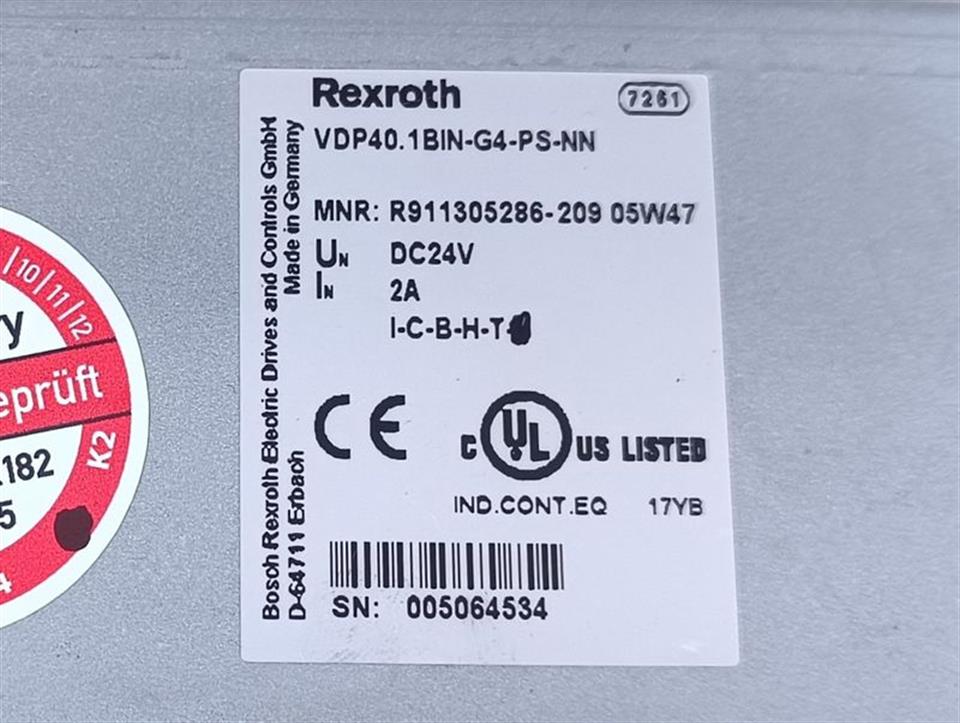 Rexroth
7261
VDP40.1BIN-G4-PS-NN
MNR: R911305286-209 05W47
UN DC24V
IN 2A
I-C-B-H-T-
CE
C UL US LISTED
IND.CONT.EQ 17YB
SN: 005064534
Bosch Rexroth Electric Drives and Controls GmbH
D-64711 Erbach Made in Germany
/10/11/12
y
eprüft
K2
.182
5
4